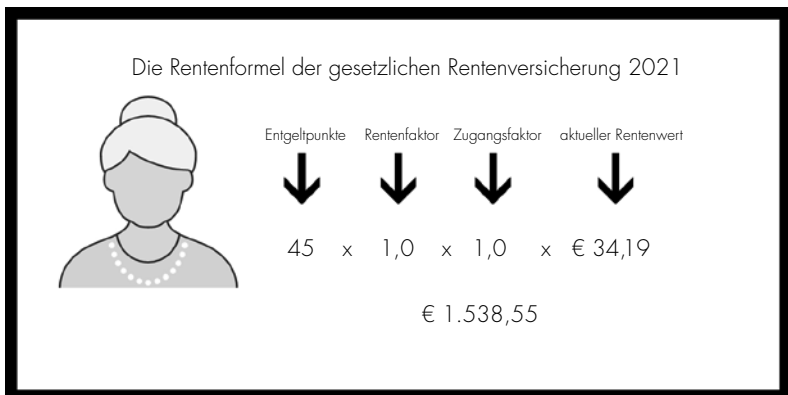 Die Rentenformel der gesetzlichen Rentenversicherung 2021
Entgeltpunkte Rentenfaktor Zugangsfaktor aktueller Rentenwert
45 x 1,0 x 1,0 x € 34,19
€ 1.538,55